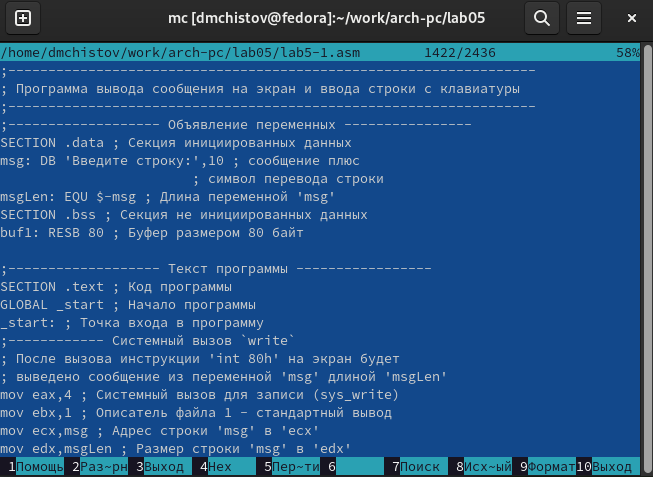 mc [dmchistov@fedora]:~/work/arch-pc/lab05
/home/dmchistov/work/arch-pc/lab05/lab5-1.asm 1422/2436 58%
;------------------------------------------------------------------
; Программа вывода сообщения на экран и ввода строки с клавиатуры
;------------------------------------------------------------------
;------------------- Объявление переменных ----------------
SECTION .data ; Секция инициированных данных
msg: DB 'Введите строку:',10 ; сообщение плюс
; символ перевода строки
msgLen: EQU $-msg ; Длина переменной 'msg'
SECTION .bss ; Секция не инициированных данных
buf1: RESB 80 ; Буфер размером 80 байт
;------------------- Текст программы -----------------
SECTION .text ; Код программы
GLOBAL _start ; Начало программы
_start: ; Точка входа в программу
;------------ Системный вызов `write`
; После вызова инструкции 'int 80h' на экран будет
; выведено сообщение из переменной 'msg' длиной 'msgLen'
mov eax,4 ; Системный вызов для записи (sys_write)
mov ebx,1 ; Описатель файла 1 - стандартный вывод
mov ecx,msg ; Адрес строки 'msg' в 'ecx'
mov edx,msgLen ; Размер строки 'msg' в 'edx'
1Помощь 2Раз~рн 3Выход 4Hex 5Пер~ти 6 7Поиск 8Исх~ый 9Формат 10Выход